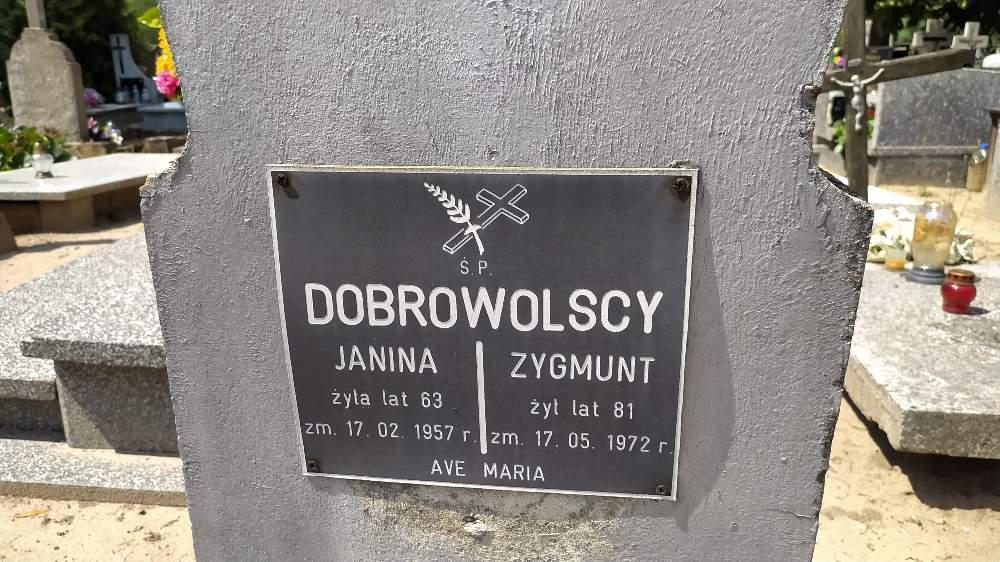 Ś.P.
DOBROWOLSCY
JANINA
żyła lat 63
zm. 17. 02. 1957 r.
ZYGMUNT
żył lat 81
zm. 17. 05. 1972 r.
AVE MARIA